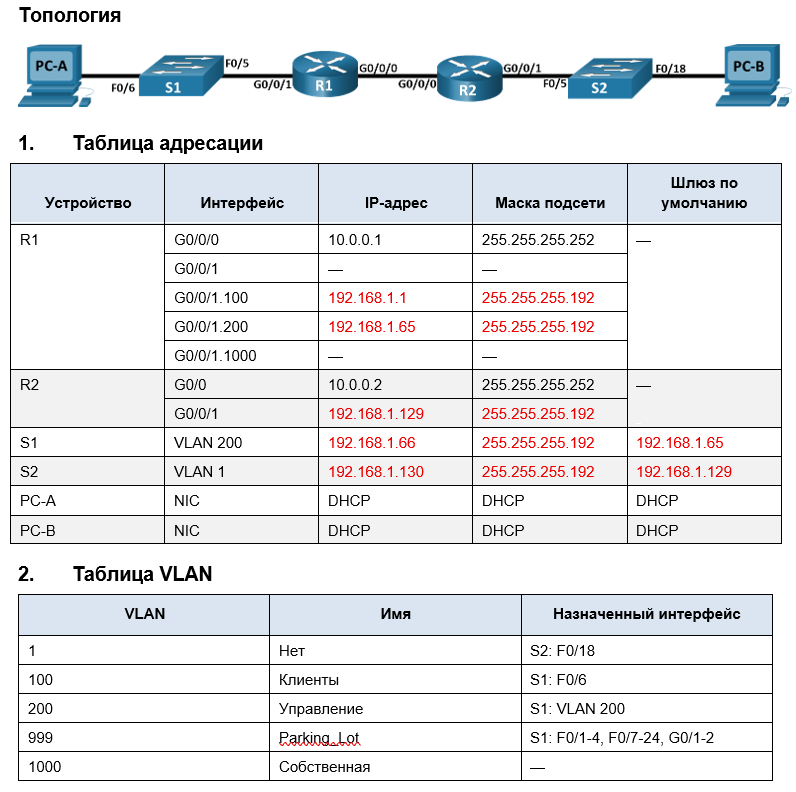 Топология
PC-A
F0/6
S1
F0/5
G0/0/1
R1
G0/0/0
G0/0/0
R2
G0/0/1
F0/5
S2
F0/18
PC-B
1. Таблица адресации
Устройство Интерфейс IP-адрес Маска подсети Шлюз по умолчанию
R1 G0/0/0 10.0.0.1 255.255.255.252 —
G0/0/1 — —
G0/0/1.100 192.168.1.1 255.255.255.192
G0/0/1.200 192.168.1.65 255.255.255.192
G0/0/1.1000 — —
R2 G0/0 10.0.0.2 255.255.255.252 —
G0/0/1 192.168.1.129 255.255.255.192
S1 VLAN 200 192.168.1.66 255.255.255.192 192.168.1.65
S2 VLAN 1 192.168.1.130 255.255.255.192 192.168.1.129
PC-A NIC DHCP DHCP DHCP
PC-B NIC DHCP DHCP DHCP
2. Таблица VLAN
VLAN Имя Назначенный интерфейс
1 Нет S2: F0/18
100 Клиенты S1: F0/6
200 Управление S1: VLAN 200
999 Parking_Lot S1: F0/1-4, F0/7-24, G0/1-2
1000 Собственная —